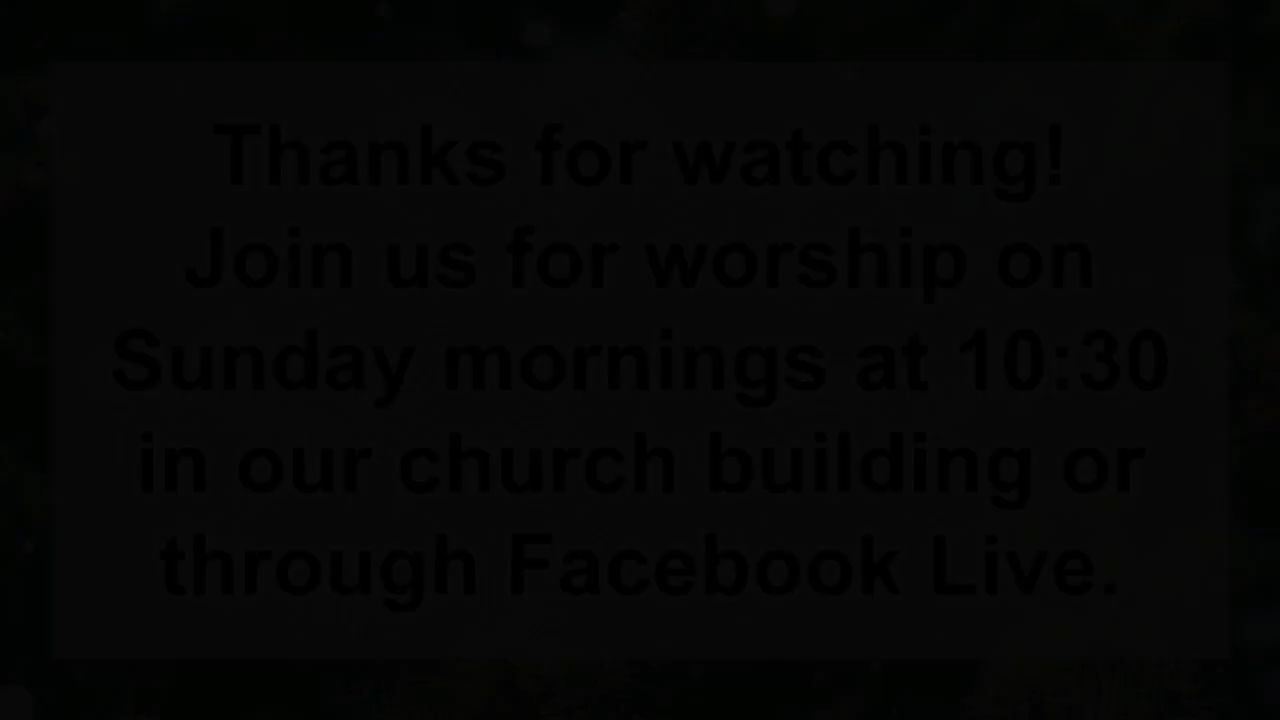 Thanks for watching!
Join us for worship on
Sunday mornings at 10:30
in our church building or
through Facebook Live.